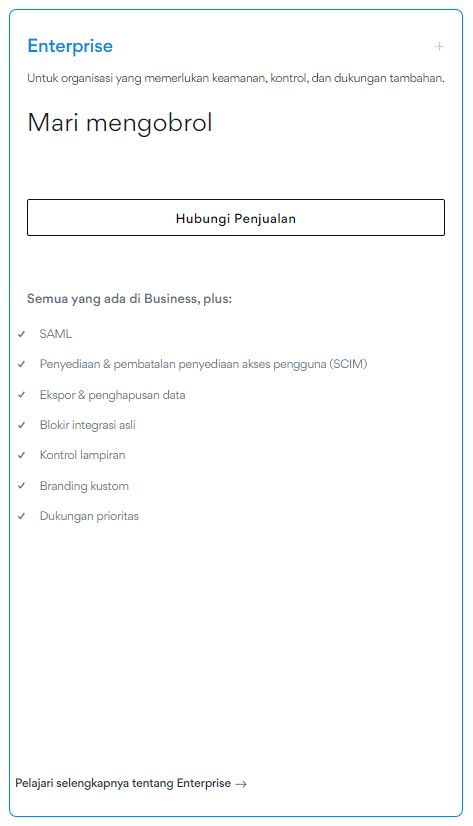 Enterprise
Untuk organisasi yang memerlukan keamanan, kontrol, dan dukungan tambahan.
Mari mengobrol
Hubungi Penjualan
Semua yang ada di Business, plus:
SAML
Penyediaan & pembatalan penyediaan akses pengguna (SCIM)
Ekspor & penghapusan data
Blokir integrasi asli
Kontrol lampiran
Branding kustom
Dukungan prioritas
Pelajari selengkapnya tentang Enterprise →